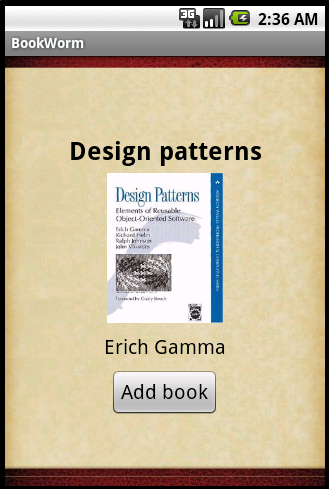 3G 2:36 AM
BookWorm
Design patterns
Design Patterns
Elements of Reusable
Object-Oriented Software
Erich Gamma
Richard Helm
Ralph Johnson
John Vlissides
Foreword by Grady Booch
Erich Gamma
Add book